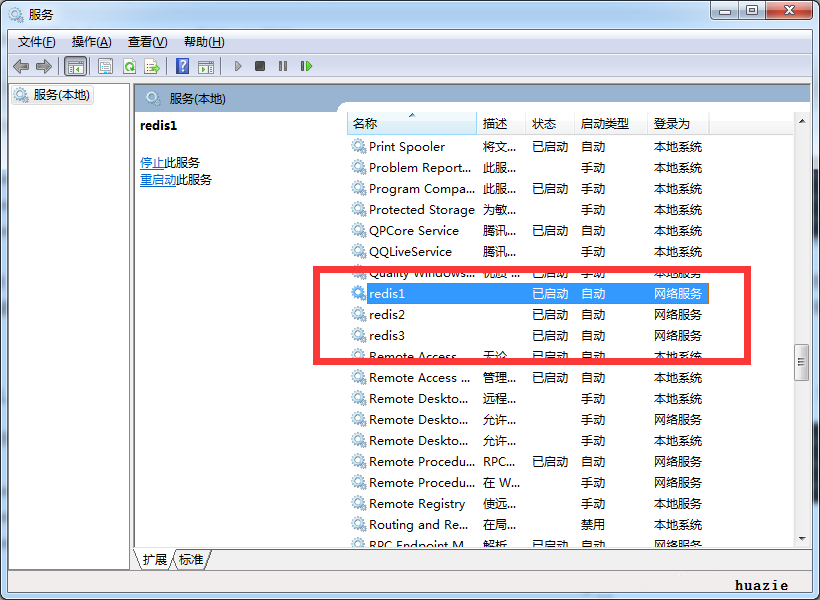 服务
文件(F) 操作(A) 查看(V) 帮助(H)
服务(本地)
服务(本地)
redis1
停止此服务
重启动此服务
名称 描述 状态 启动类型 登录为
Print Spooler 将文... 已启动 自动 本地系统
Problem Report... 此服... 手动 本地系统
Program Compa... 此服... 已启动 手动 本地系统
Protected Storage 为敏... 手动 本地系统
QPCore Service 腾讯... 已启动 自动 本地系统
QQLiveService 腾讯... 手动 本地系统
Quality Windows... 优质 ... 已启动 手动 本地服务
redis1 已启动 自动 网络服务
redis2 已启动 自动 网络服务
redis3 已启动 自动 网络服务
Remote Access 无论 已启动 自动 本地系统
Remote Access ... 管理... 已启动 自动 本地系统
Remote Deskto... 远程... 手动 本地系统
Remote Deskto... 允许... 手动 网络服务
Remote Deskto... 允许... 手动 本地系统
Remote Procedu... RPC... 已启动 自动 网络服务
Remote Procedu... 在 W... 手动 网络服务
Remote Registry 使远... 手动 本地服务
Routing and Re... 在局... 禁用 本地系统
RPC Endpoint M... 解析... 已启动 自动 网络服务
扩展 标准
huazie